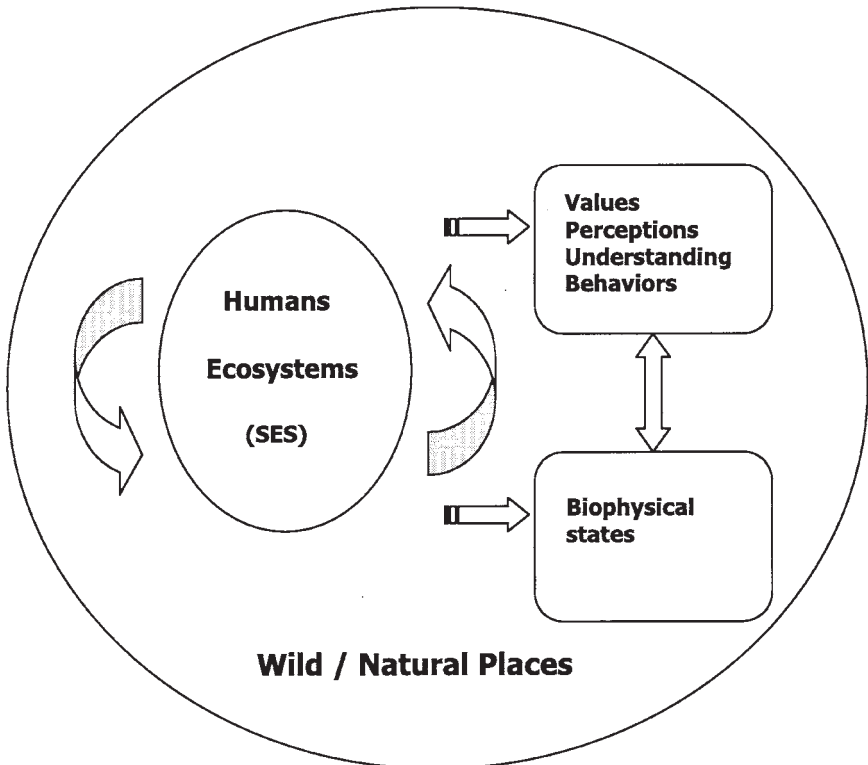 Humans
Ecosystems
(SES)
Values
Perceptions
Understanding
Behaviors
Biophysical
states
Wild / Natural Places